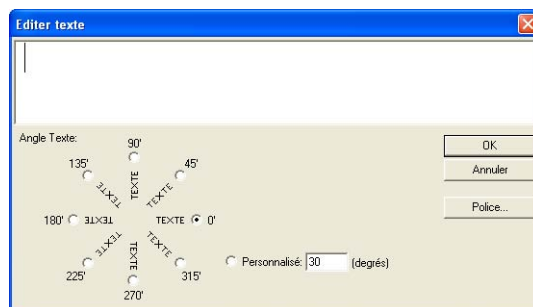 Editer texte
Angle Texte:
90'
135'
45'
TEXTE
TEXTE
TEXTE
180'
TEXTE
TEXTE
0'
TEXTE
TEXTE
TEXTE
225'
315'
270'
Personnalisé: 30 (degrés)
OK
Annuler
Police...